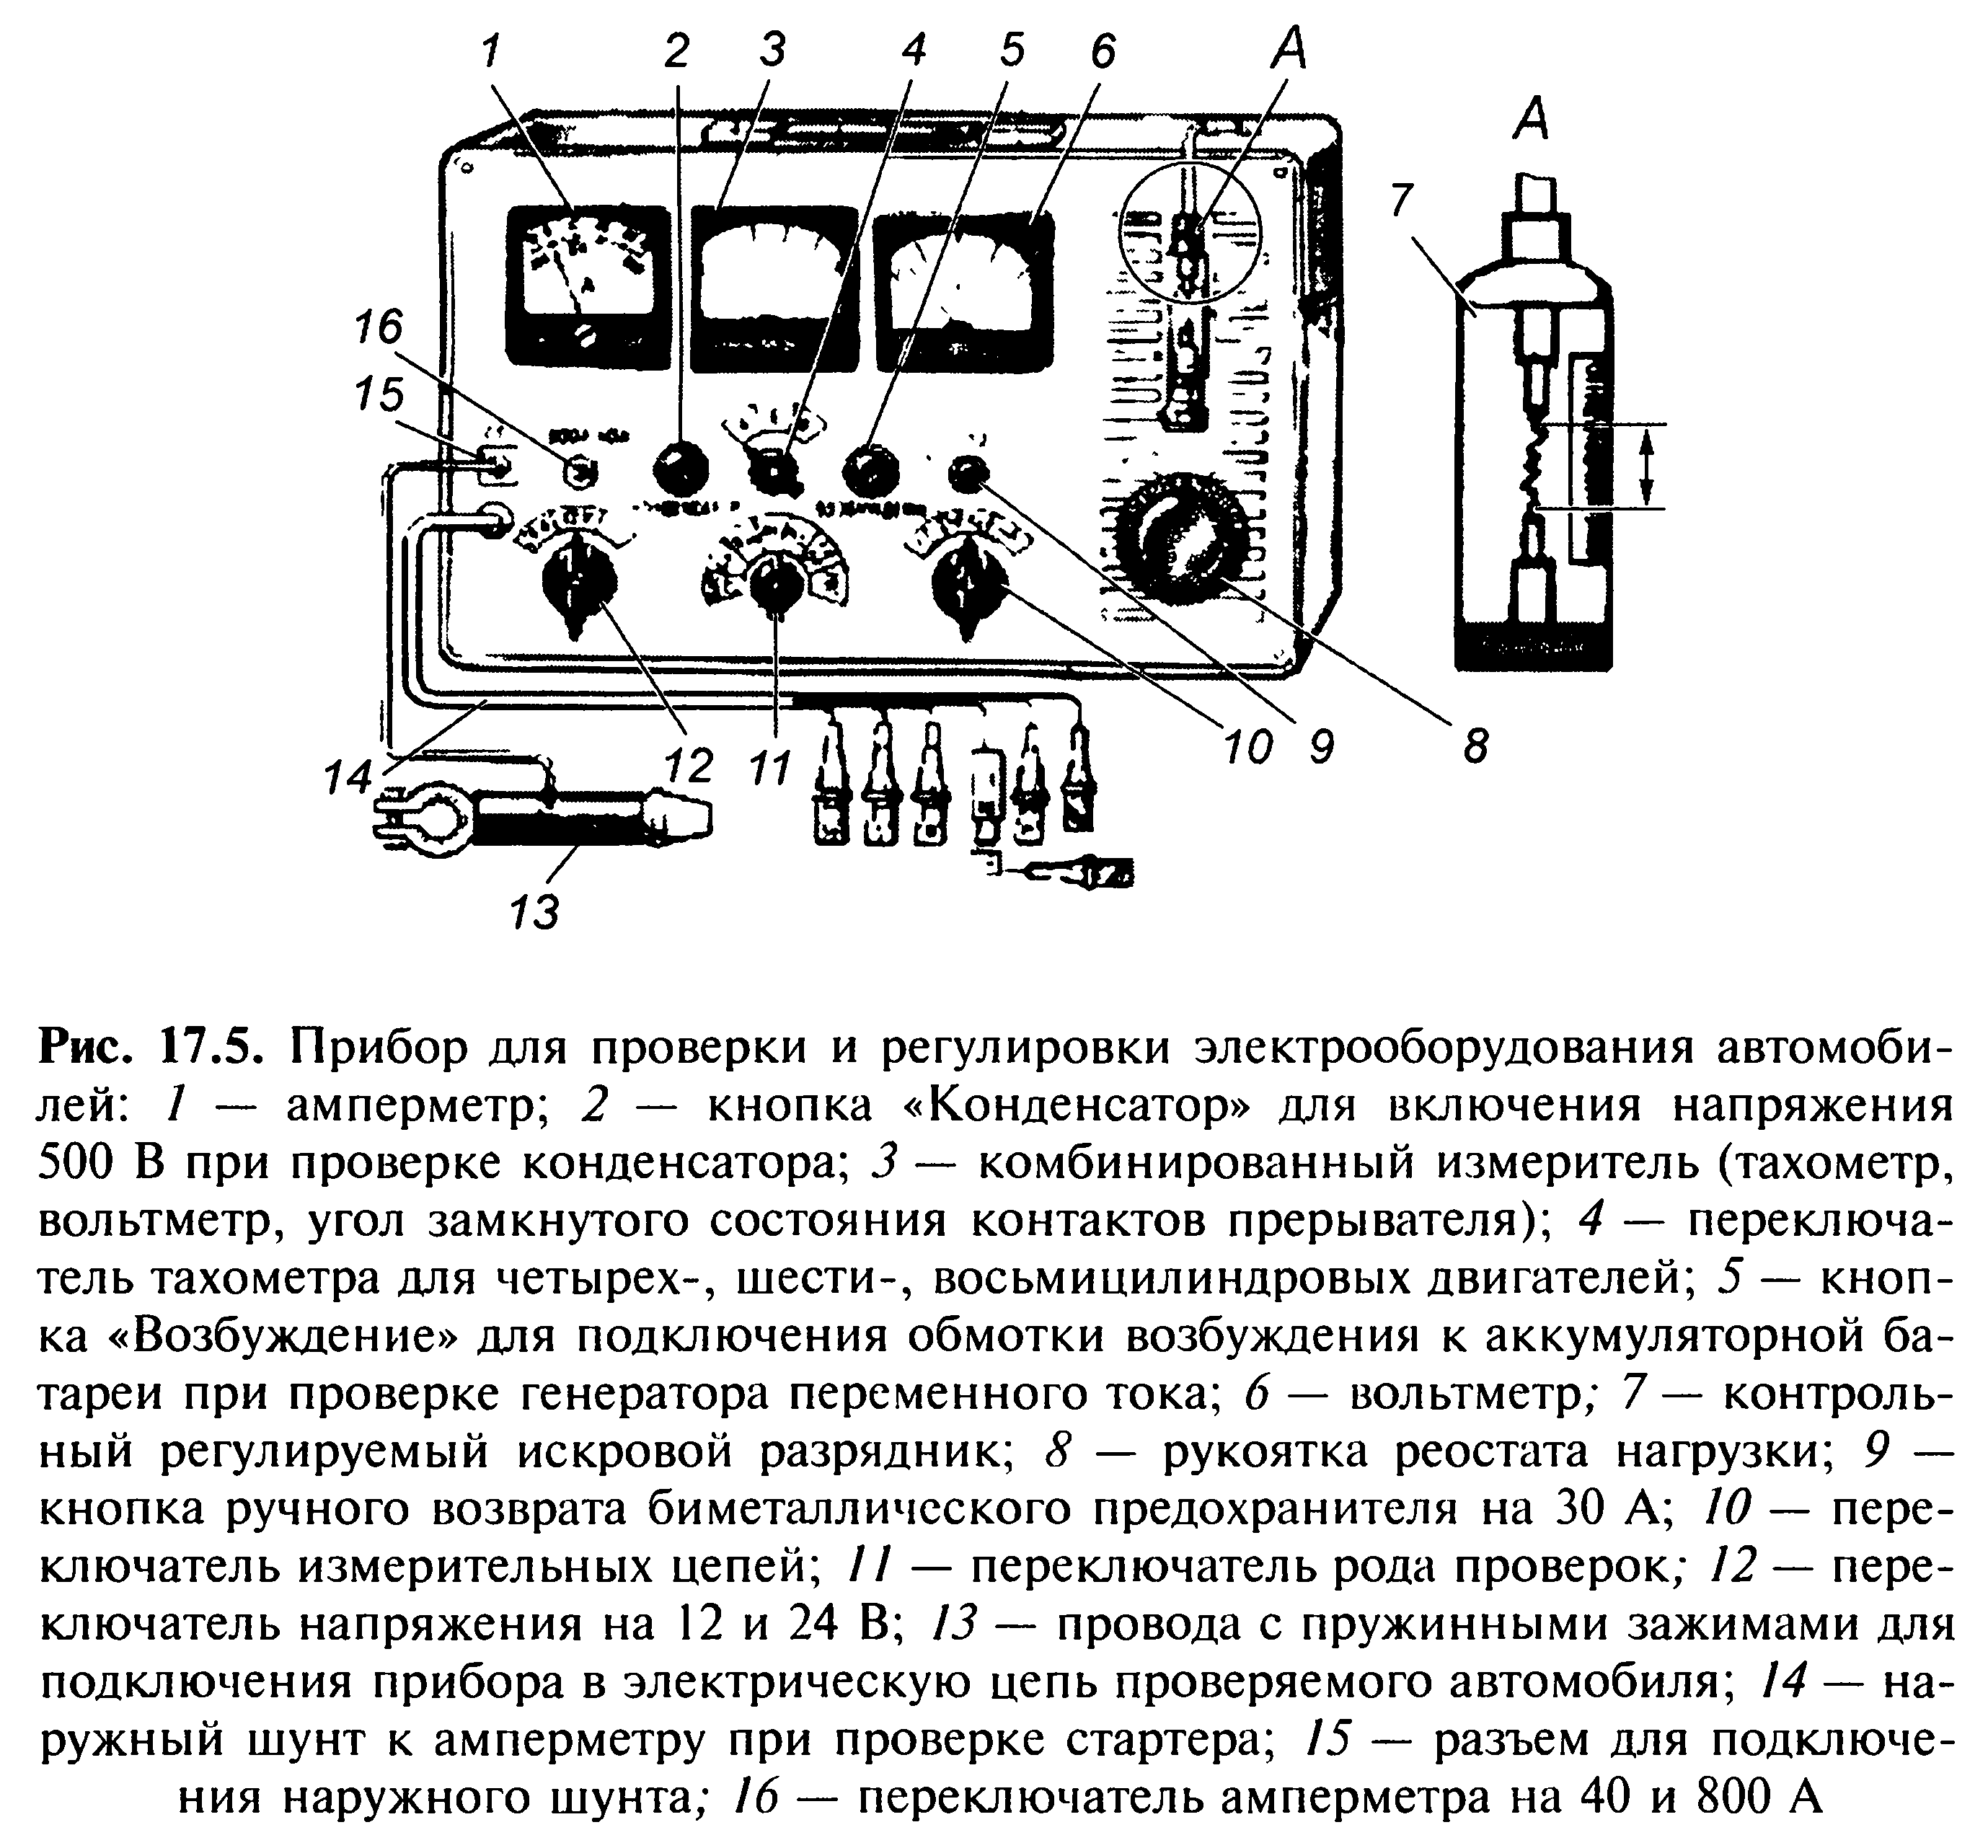 1 2 3 4 5 6 А
А
7
16
15
А
14 12 11 10 9 8
13
Рис. 17.5. Прибор для проверки и регулировки электрооборудования автомоби-
лей: 1 — амперметр; 2 — кнопка «Конденсатор» для включения напряжения
500 В при проверке конденсатора; 3 — комбинированный измеритель (тахометр,
вольтметр, угол замкнутого состояния контактов прерывателя); 4 — переключа-
тель тахометра для четырех-, шести-, восьмицилиндровых двигателей; 5 — кноп-
ка «Возбуждение» для подключения обмотки возбуждения к аккумуляторной ба-
тареи при проверке генератора переменного тока; 6 — вольтметр; 7 — контроль-
ный регулируемый искровой разрядник; 8 — рукоятка реостата нагрузки; 9 —
кнопка ручного возврата биметаллического предохранителя на 30 А; 10 — пере-
ключатель измерительных цепей; 11 — переключатель рода проверок; 12 — пере-
ключатель напряжения на 12 и 24 В; 13 — провода с пружинными зажимами для
подключения прибора в электрическую цепь проверяемого автомобиля; 14 — на-
ружный шунт к амперметру при проверке стартера; 15 — разъем для подключе-
ния наружного шунта; 16 — переключатель амперметра на 40 и 800 А